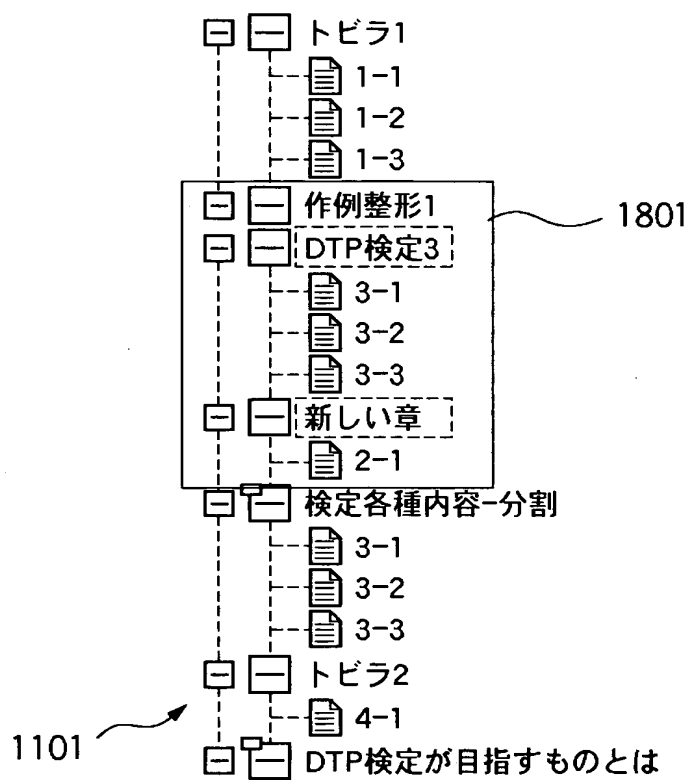 トビラ1
1-1
1-2
1-3
作例整形1
1801
DTP検定3
3-1
3-2
3-3
新しい章
2-1
検定各種内容-分割
3-1
3-2
3-3
トビラ2
4-1
1101
DTP検定が目指すものとは